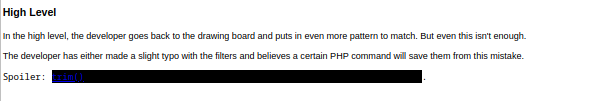 High Level
In the high level, the developer goes back to the drawing board and puts in even more pattern to match. But even this isn't enough.
The developer has either made a slight typo with the filters and believes a certain PHP command will save them from this mistake.
Spoiler: trim() .